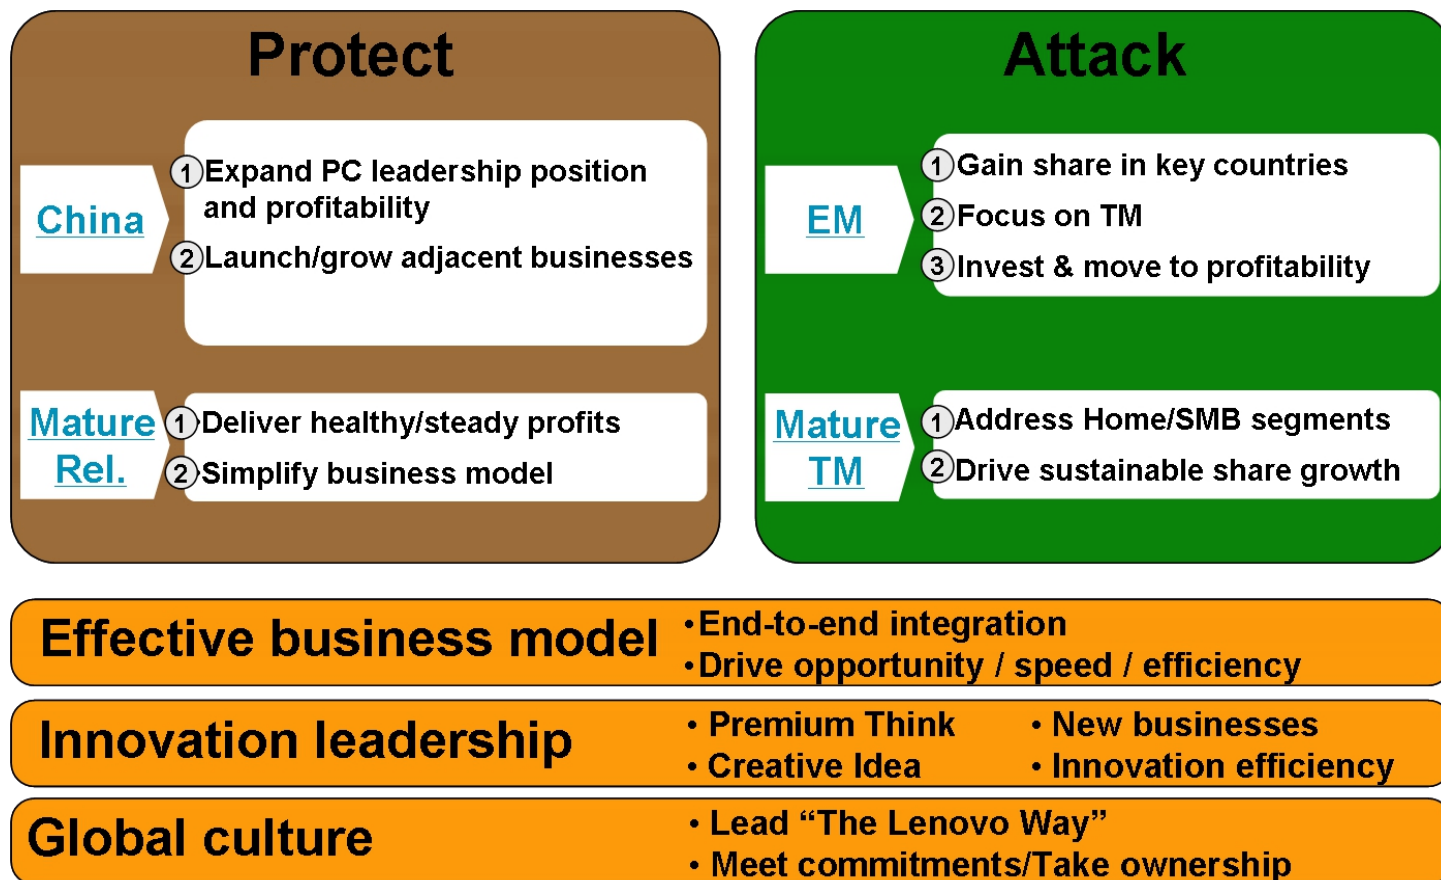 Protect
China
1 Expand PC leadership position
and profitability
2 Launch/grow adjacent businesses
Mature
Rel.
1 Deliver healthy/steady profits
2 Simplify business model
Attack
EM
1 Gain share in key countries
2 Focus on TM
3 Invest & move to profitability
Mature
TM
1 Address Home/SMB segments
2 Drive sustainable share growth
Effective business model
• End-to-end integration
• Drive opportunity / speed / efficiency
Innovation leadership
• Premium Think
• Creative Idea
• New businesses
• Innovation efficiency
Global culture
• Lead “The Lenovo Way”
• Meet commitments/Take ownership